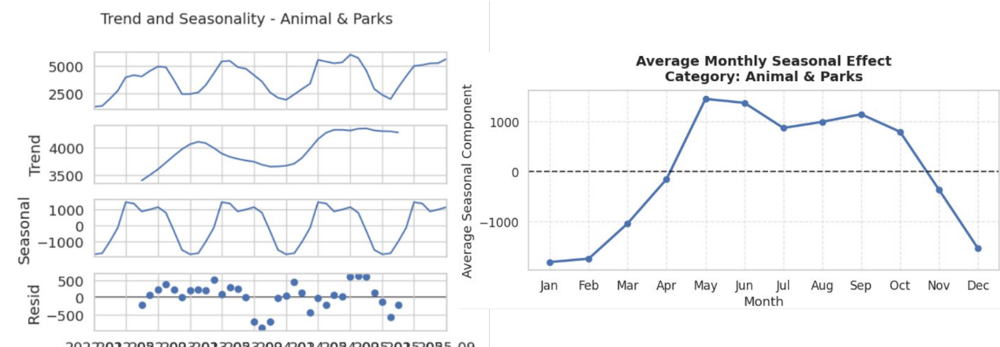 Trend and Seasonality - Animal & Parks
5000
2500
Trend
4000
3500
Seasonal
1000
0
−1000
Resid
500
0
−500
Average Monthly Seasonal Effect
Category: Animal & Parks
Average Seasonal Component
1000
0
−1000
Jan Feb Mar Apr May Jun Jul Aug Sep Oct Nov Dec
Month